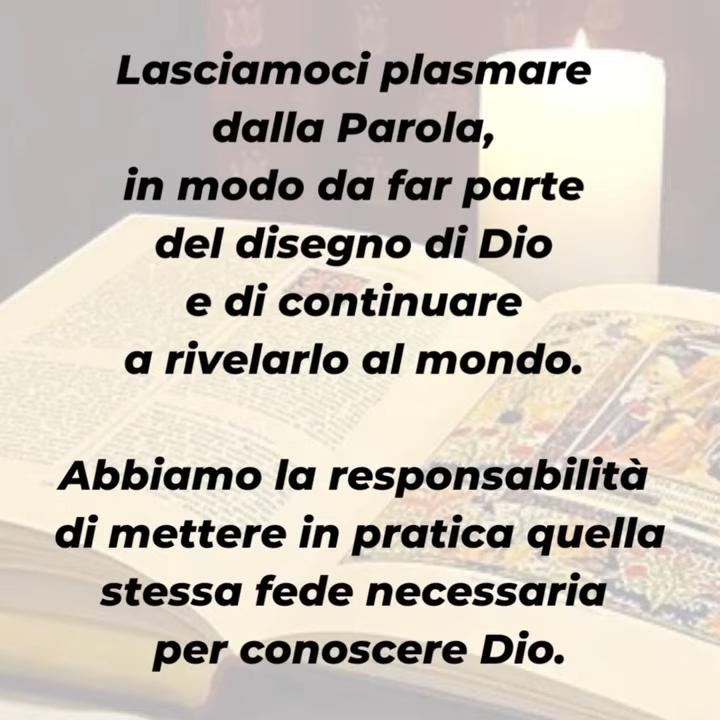 Lasciamoci plasmare
dalla Parola,
in modo da far parte
del disegno di Dio
e di continuare
a rivelarlo al mondo.
Abbiamo la responsabilità
di mettere in pratica quella
stessa fede necessaria
per conoscere Dio.